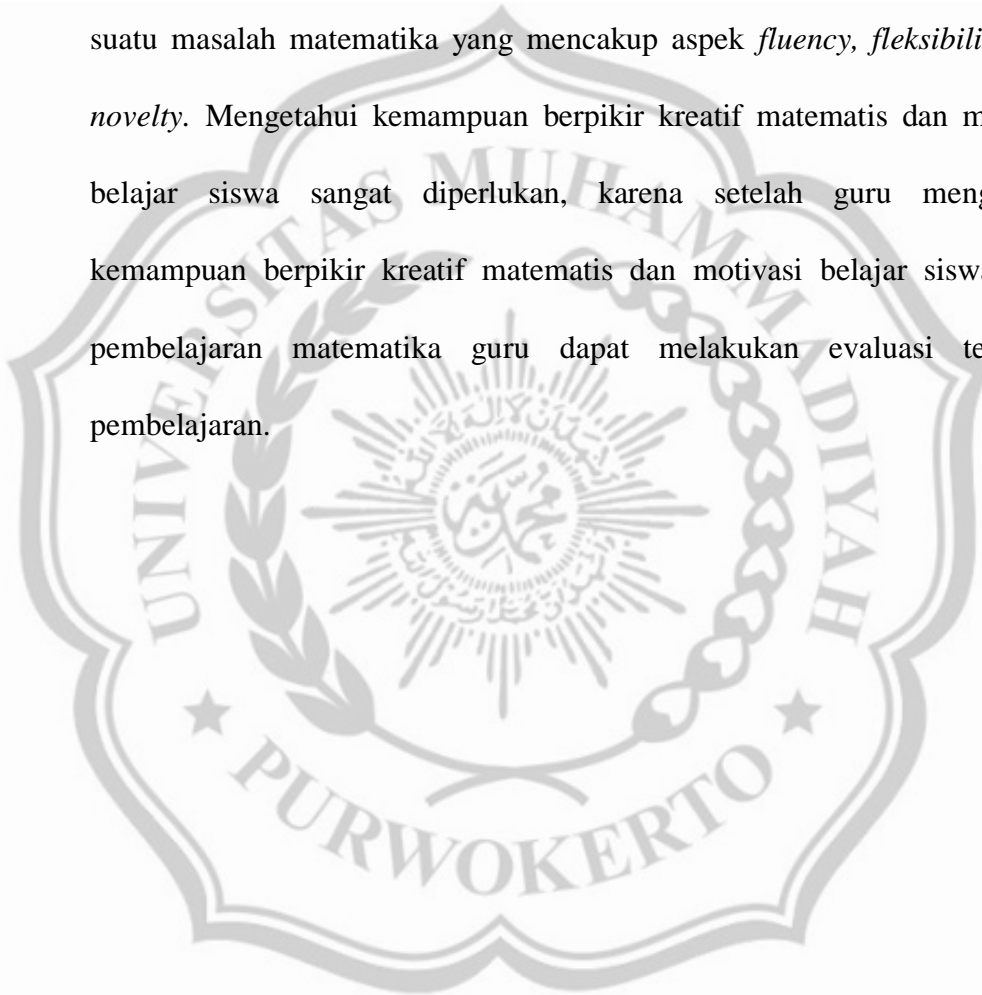 suatu masalah matematika yang mencakup aspek fluency, fleksibili
novelty. Mengetahui kemampuan berpikir kreatif matematis dan m
belajar siswa sangat diperlukan, karena setelah guru meng
kemampuan berpikir kreatif matematis dan motivasi belajar siswa
pembelajaran matematika guru dapat melakukan evaluasi te
pembelajaran.
UNIVERSITAS MUHAMMADIYAH
PURWOKERTO